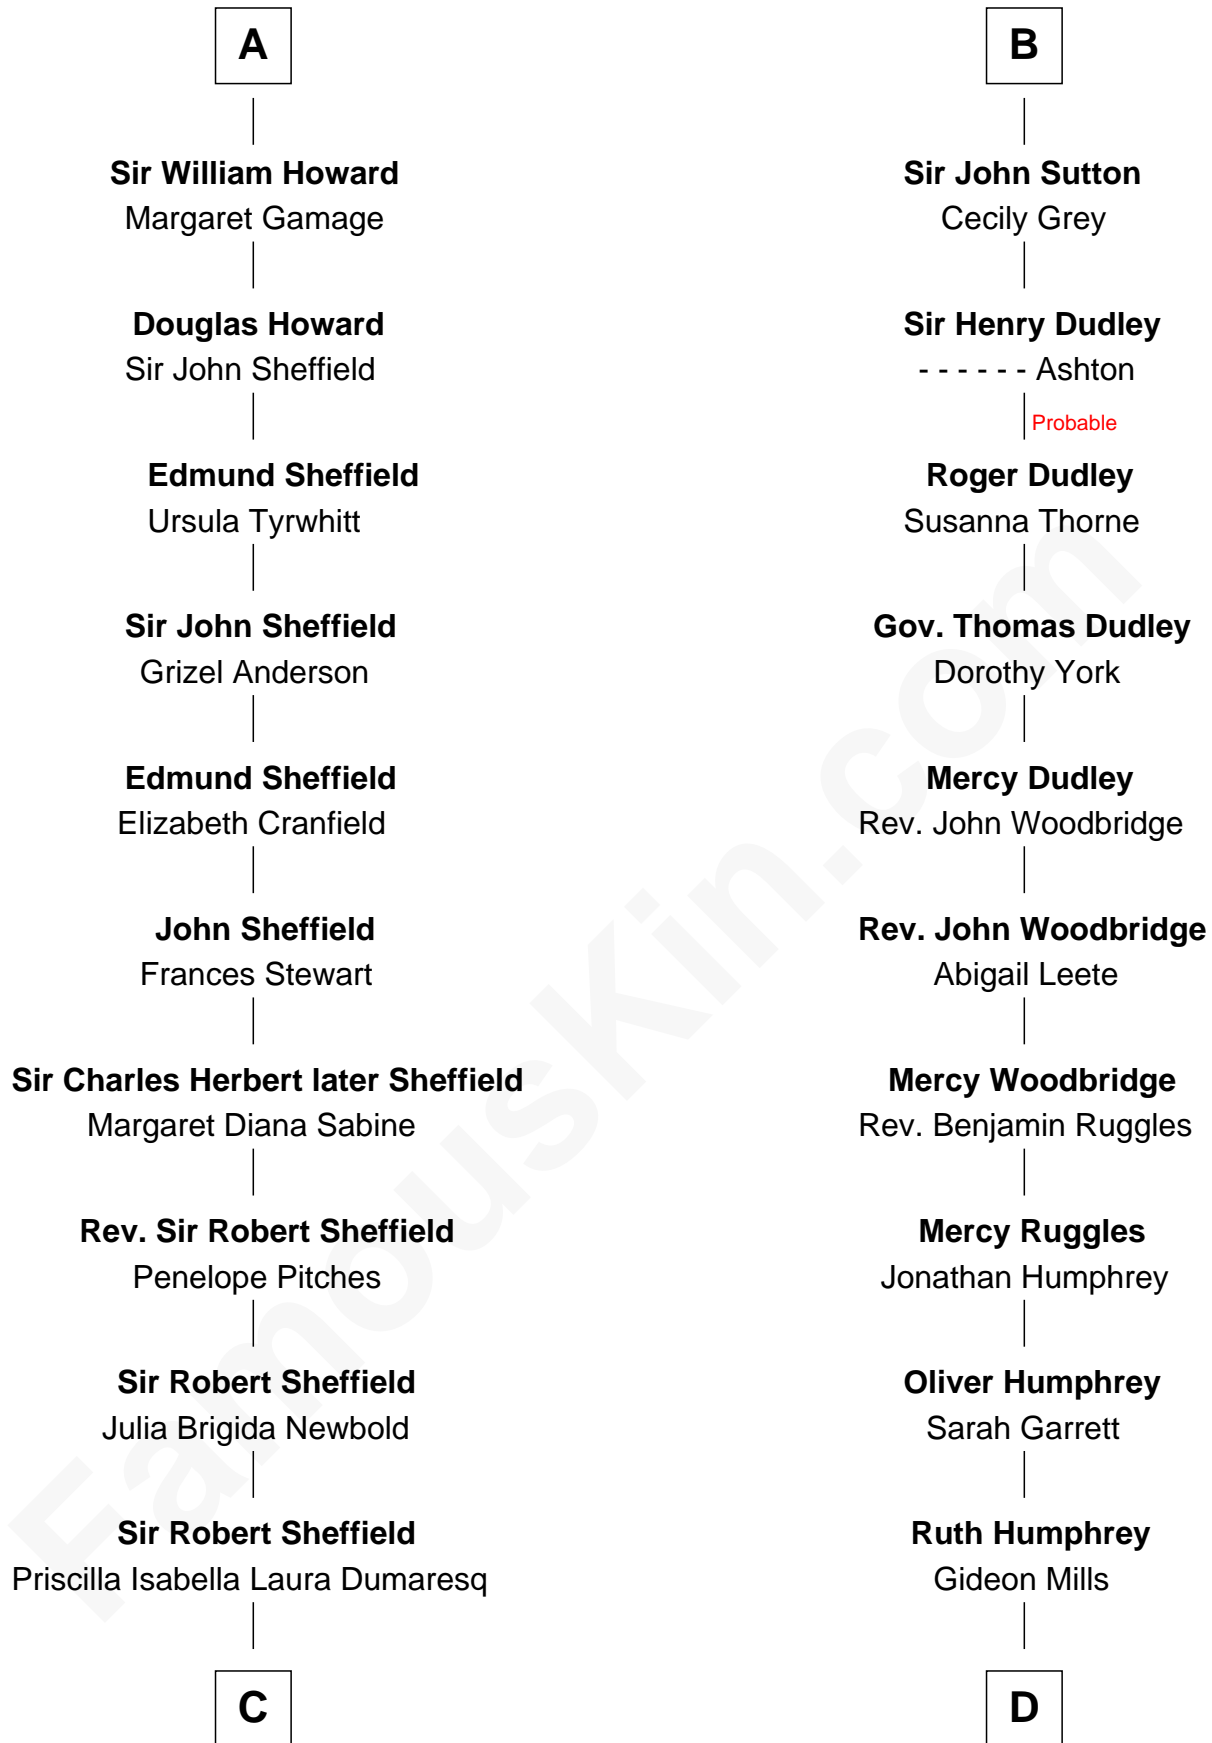 A
Sir William Howard
Margaret Gamage
Douglas Howard
Sir John Sheffield
Edmund Sheffield
Ursula Tyrwhitt
Sir John Sheffield
Grizel Anderson
Edmund Sheffield
Elizabeth Cranfield
John Sheffield
Frances Stewart
Sir Charles Herbert later Sheffield
Margaret Diana Sabine
Rev. Sir Robert Sheffield
Penelope Pitches
Sir Robert Sheffield
Julia Brigida Newbold
Sir Robert Sheffield
Priscilla Isabella Laura Dumaresq
C
B
Sir John Sutton
Cecily Grey
Sir Henry Dudley
- - - - - - Ashton
Probable
Roger Dudley
Susanna Thorne
Gov. Thomas Dudley
Dorothy York
Mercy Dudley
Rev. John Woodbridge
Rev. John Woodbridge
Abigail Leete
Mercy Woodbridge
Rev. Benjamin Ruggles
Mercy Ruggles
Jonathan Humphrey
Oliver Humphrey
Sarah Garrett
Ruth Humphrey
Gideon Mills
D
FamousKin.com